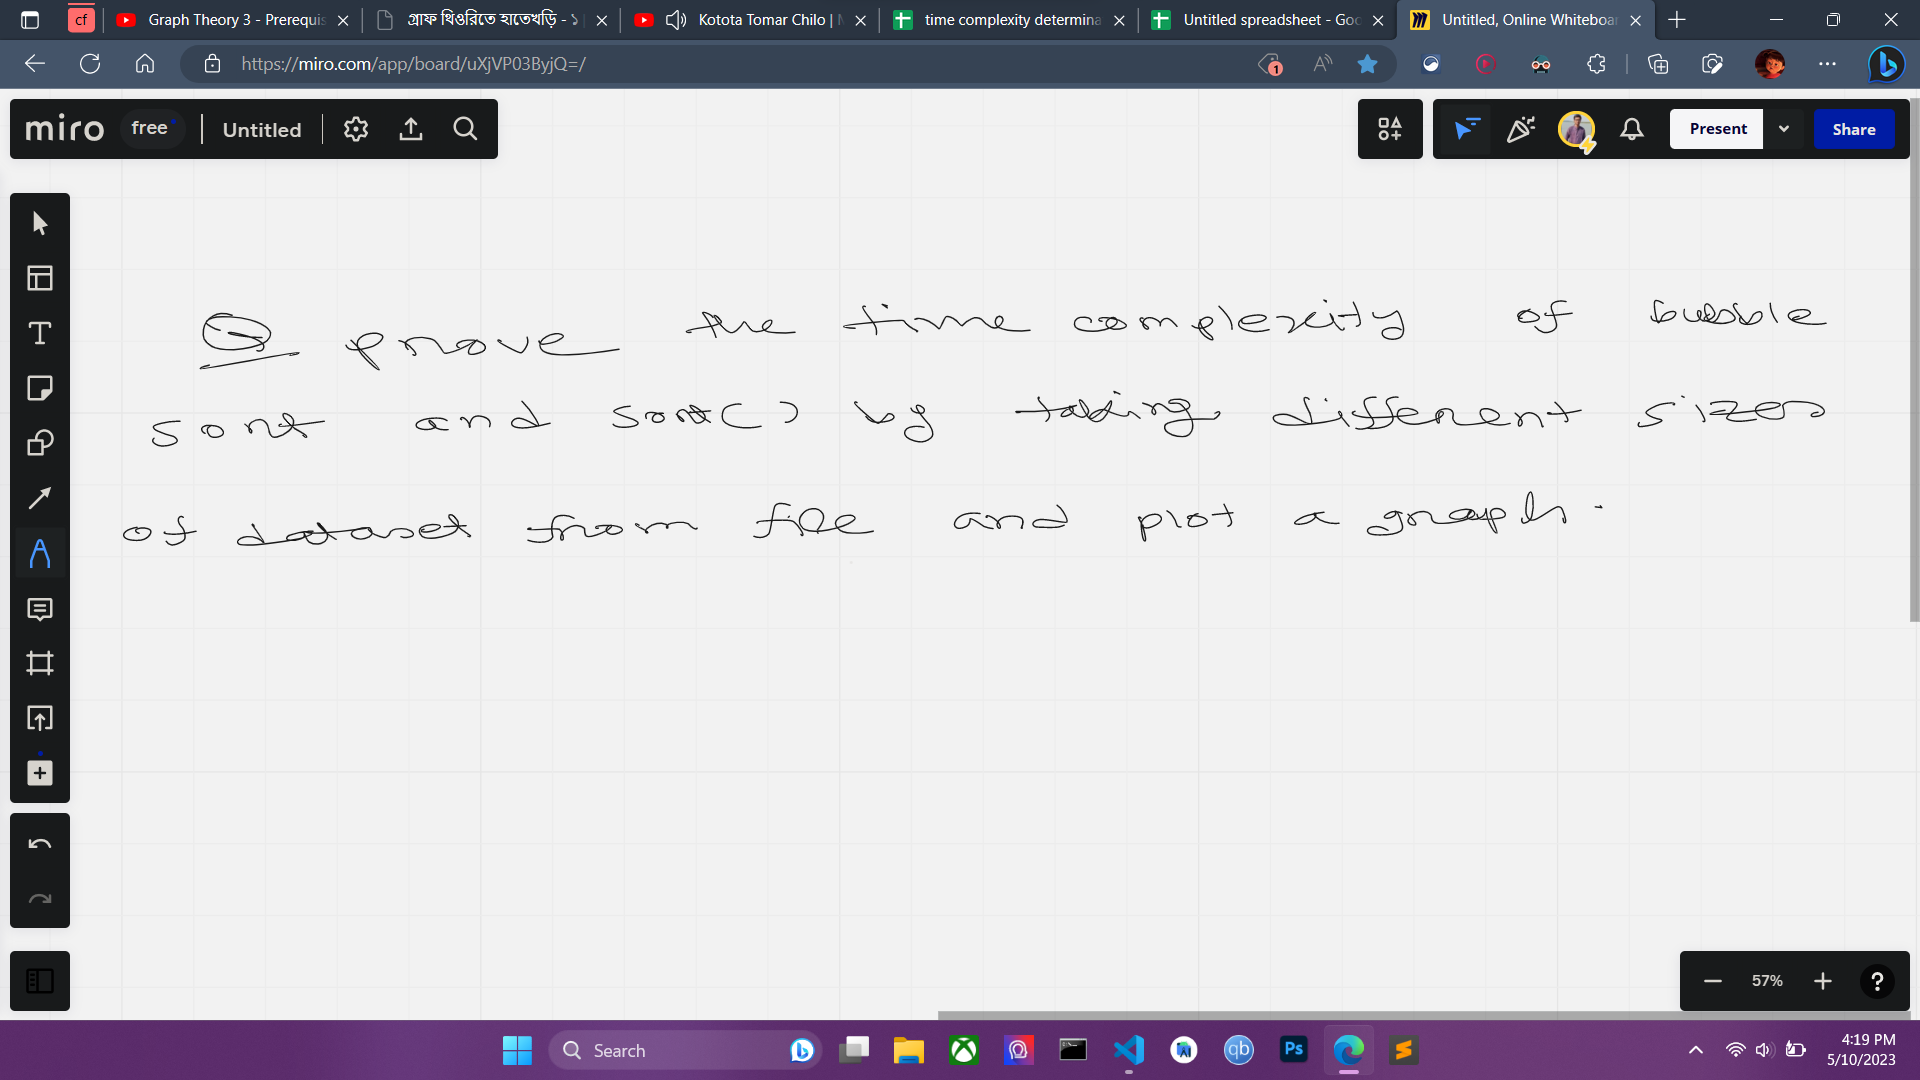 cf
Graph Theory 3 - Prerequis
গ্রাফ থিওরিতে হাতেখড়ি - ১
Kotota Tomar Chilo |
time complexity determina
Untitled spreadsheet - Goo
Untitled, Online Whiteboar
https://miro.com/app/board/uXjVP03ByjQ=/
1
miro free Untitled
Present
Share
prove the time complexity of bubble
sort and sort() by taking different sizes
of dataset from file and plot a graph.
57%
?
Search
qb
Ps
4:19 PM
5/10/2023